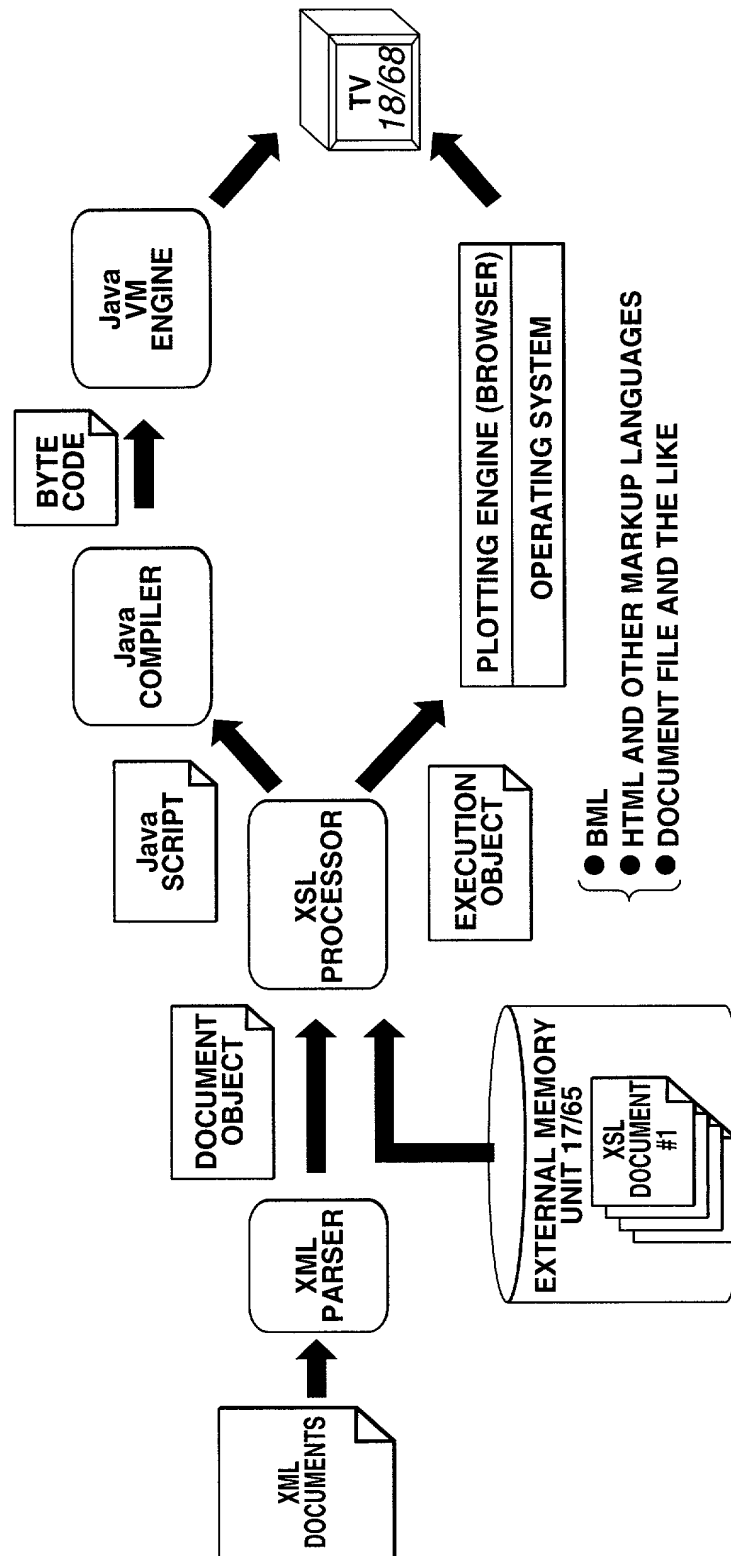 XML
DOCUMENTS
XML
PARSER
DOCUMENT
OBJECT
EXTERNAL MEMORY
UNIT 17/65
XSL
DOCUMENT
#1
XSL
PROCESSOR
Java
SCRIPT
Java
COMPILER
BYTE
CODE
Java
VM
ENGINE
EXECUTION
OBJECT
● BML
● HTML AND OTHER MARKUP LANGUAGES
● DOCUMENT FILE AND THE LIKE
PLOTTING ENGINE (BROWSER)
OPERATING SYSTEM
TV
18/68